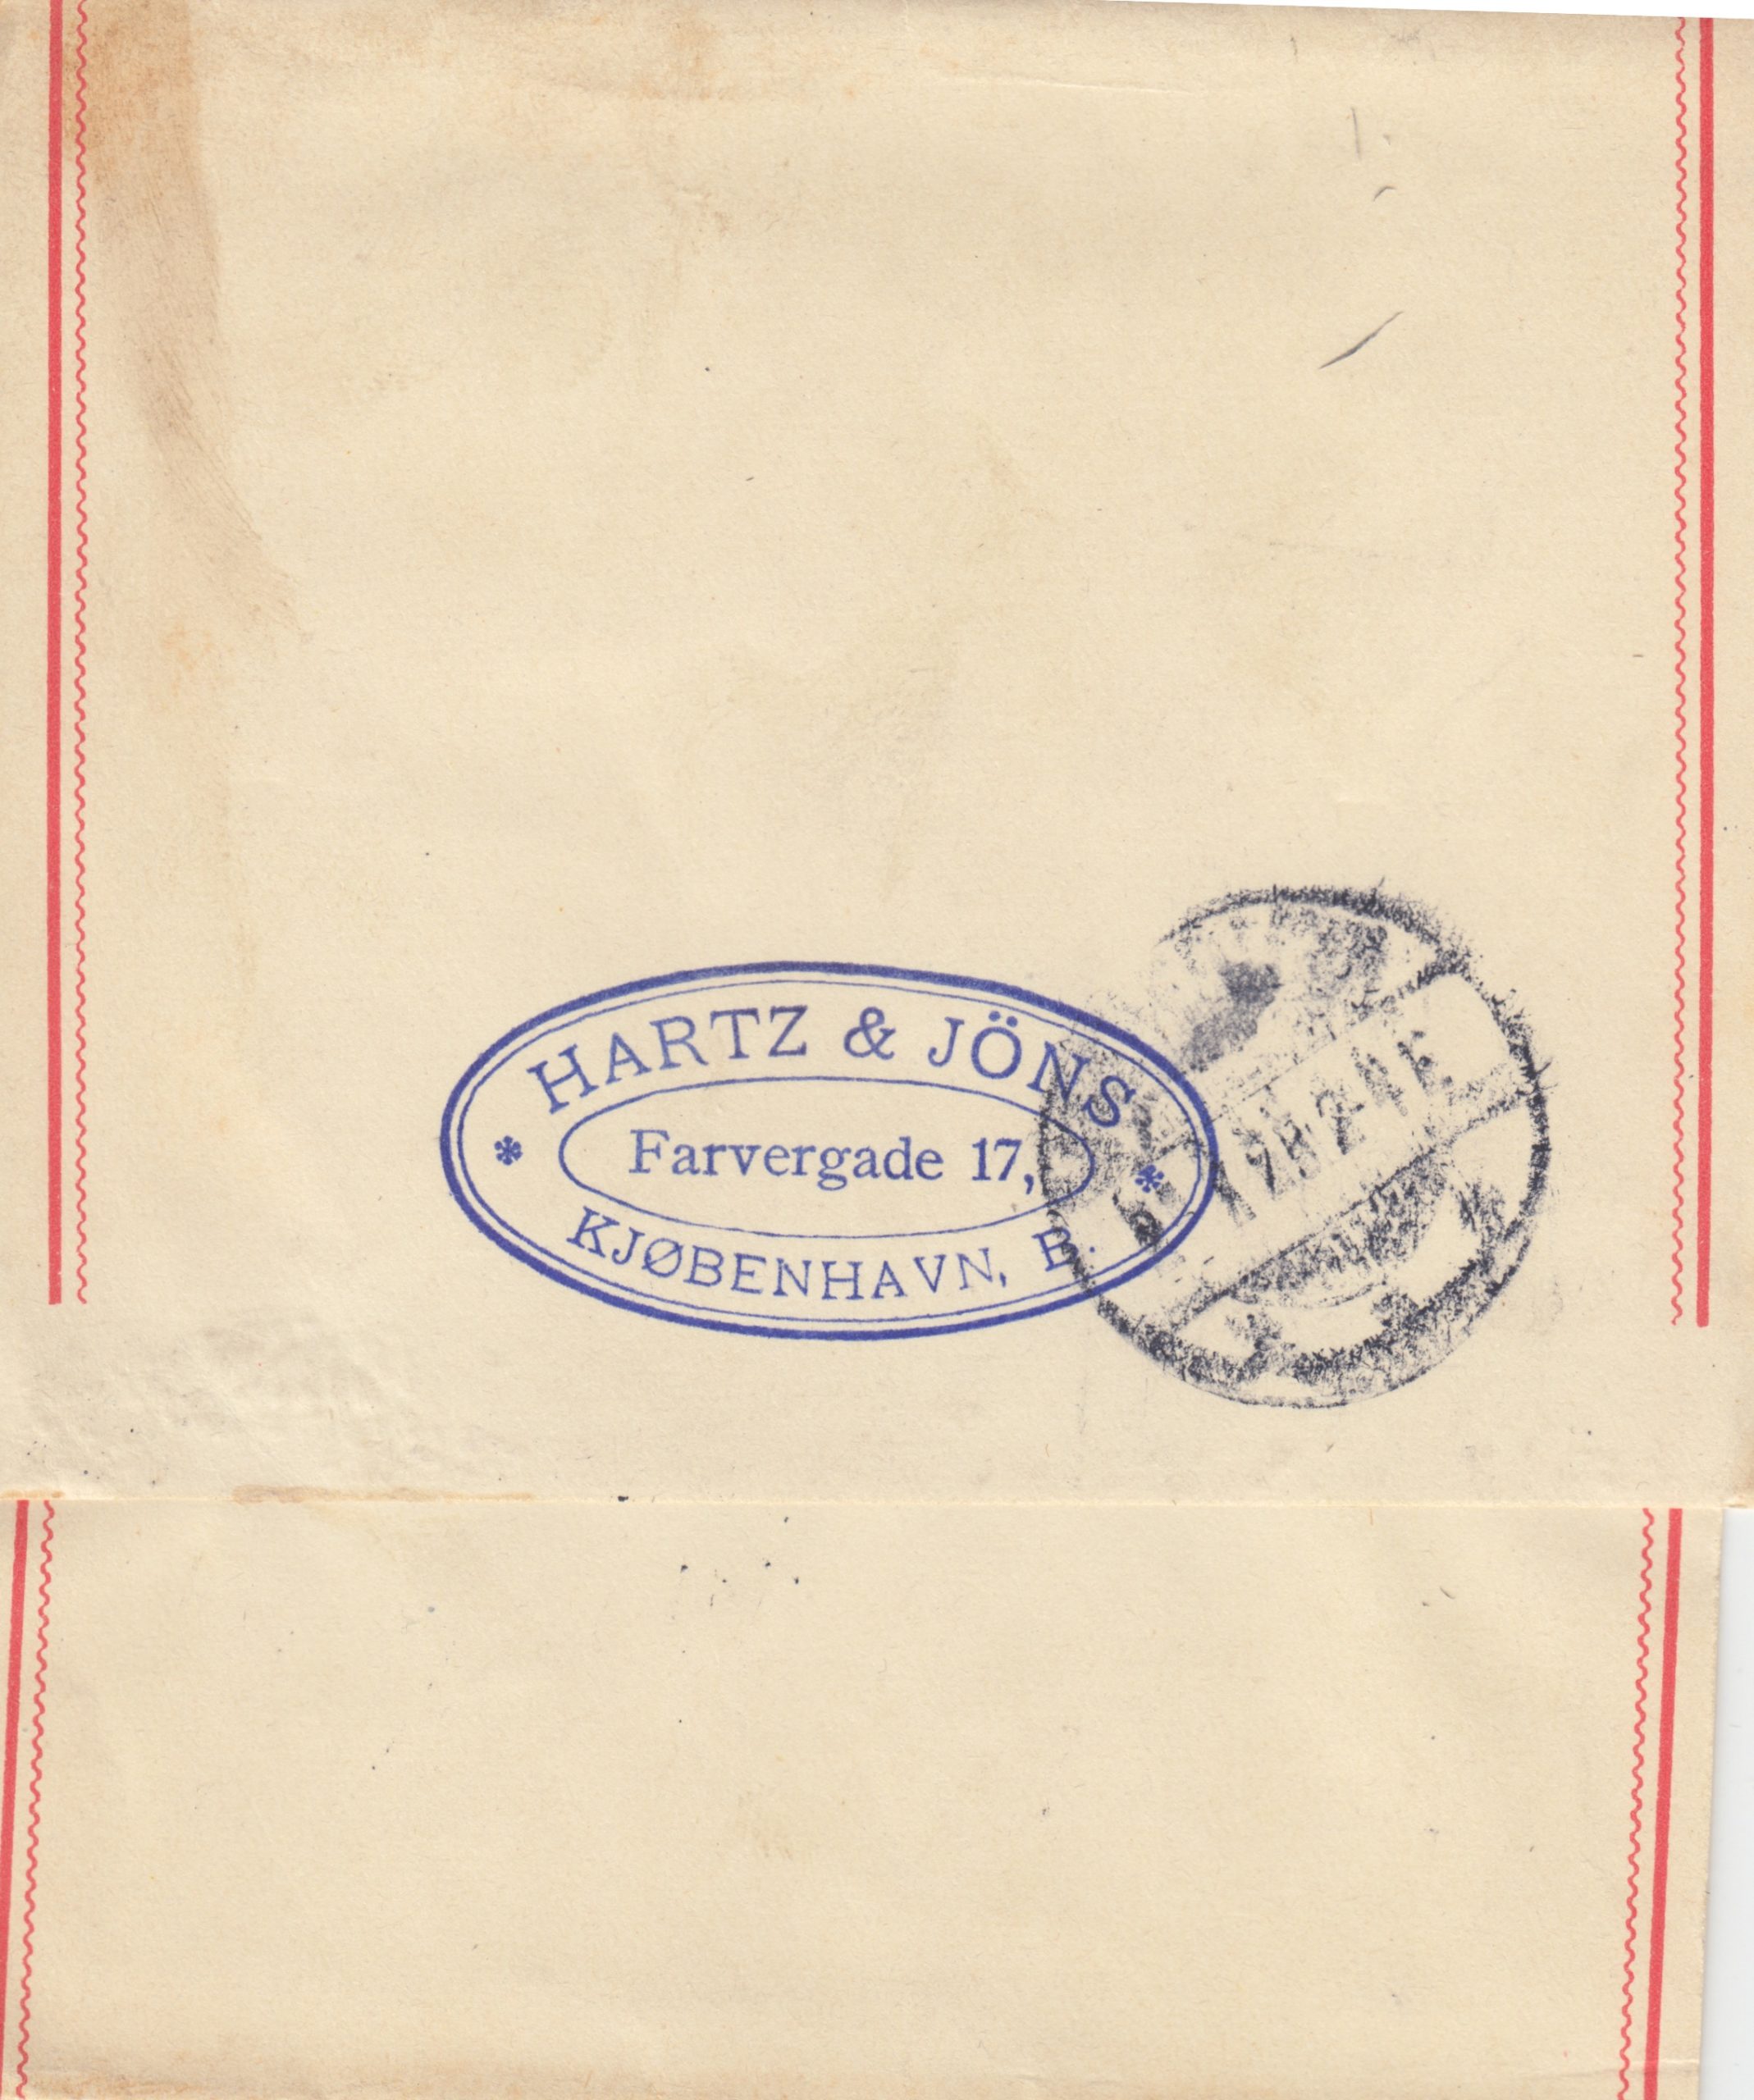 HARTZ & JÖNS
Farvergade 17,
KJØBENHAVN, B.